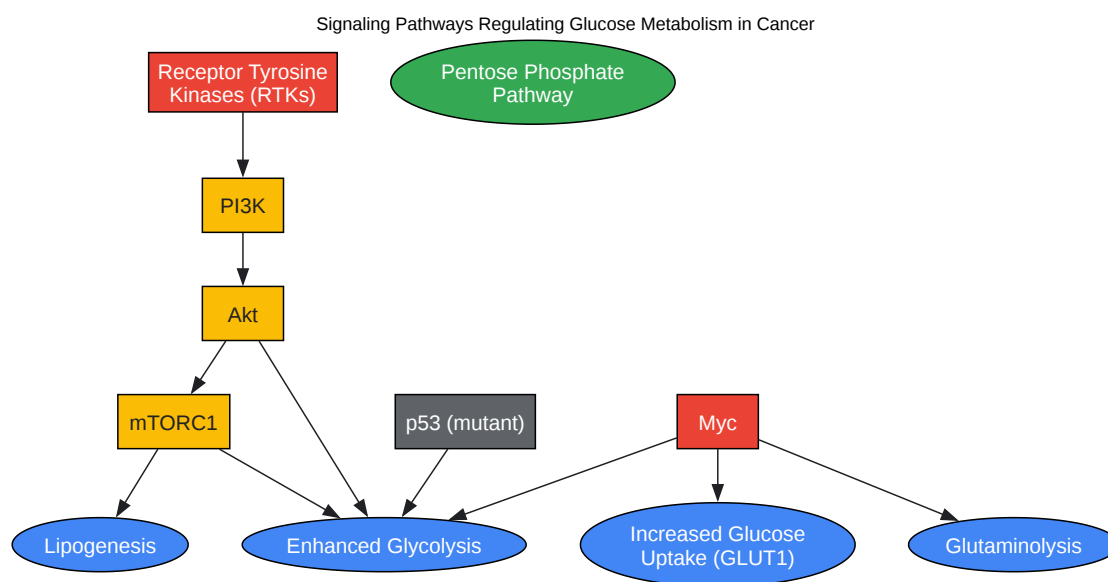 Signaling Pathways Regulating Glucose Metabolism in Cancer
Receptor Tyrosine
Kinases (RTKs)
Pentose Phosphate
Pathway
PI3K
Akt
mTORC1
p53 (mutant)
Myc
Lipogenesis
Enhanced Glycolysis
Increased Glucose
Uptake (GLUT1)
Glutaminolysis